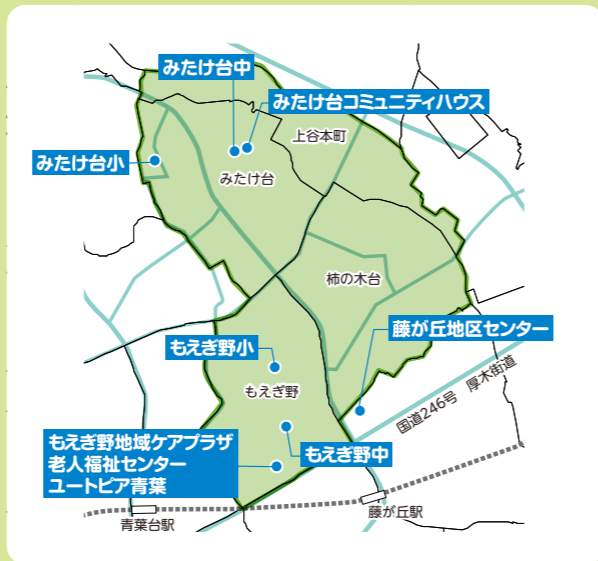 みたけ台中
みたけ台コミュニティハウス
上谷本町
みたけ台小
みたけ台
柿の木台
藤が丘地区センター
もえぎ野小
もえぎ野
国道246号 厚木街道
もえぎ野地域ケアプラザ
老人福祉センター
ユートピア青葉
もえぎ野中
藤が丘駅
青葉台駅